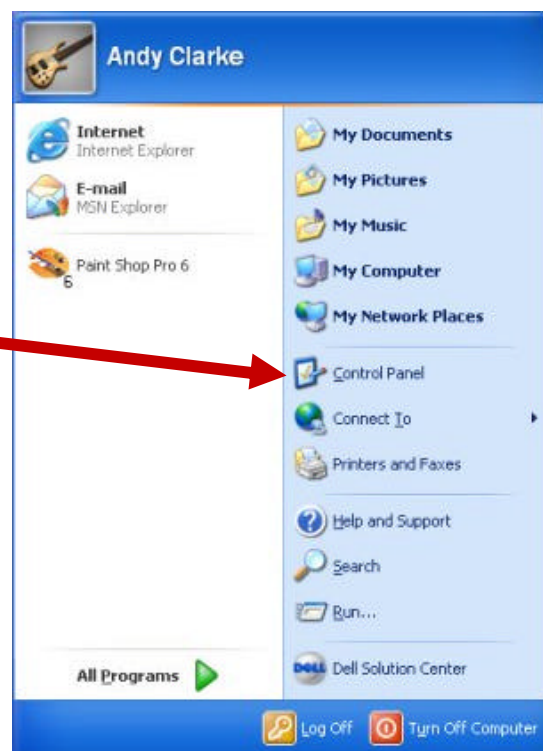 Andy Clarke
Internet
Internet Explorer
E-mail
MSN Explorer
Paint Shop Pro 6
6
All Programs
My Documents
My Pictures
My Music
My Computer
My Network Places
Control Panel
Connect To
Printers and Faxes
Help and Support
Search
Run...
DELL Dell Solution Center
Log Off
Turn Off Computer